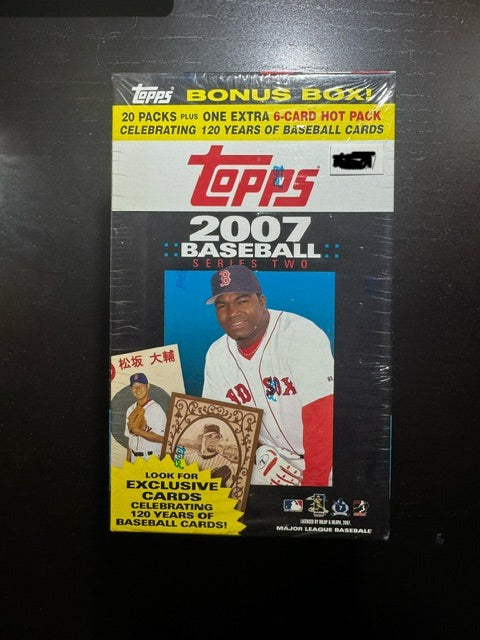 Topps BONUS BOX!
20 PACKS PLUS ONE EXTRA 6-CARD HOT PACK
CELEBRATING 120 YEARS OF BASEBALL CARDS
Topps
2007
BASEBALL
SERIES TWO
B
RED SOX
松坂 大輔
LOOK FOR
EXCLUSIVE
CARDS
CELEBRATING
120 YEARS OF
BASEBALL CARDS!
MAJOR LEAGUE BASEBALL